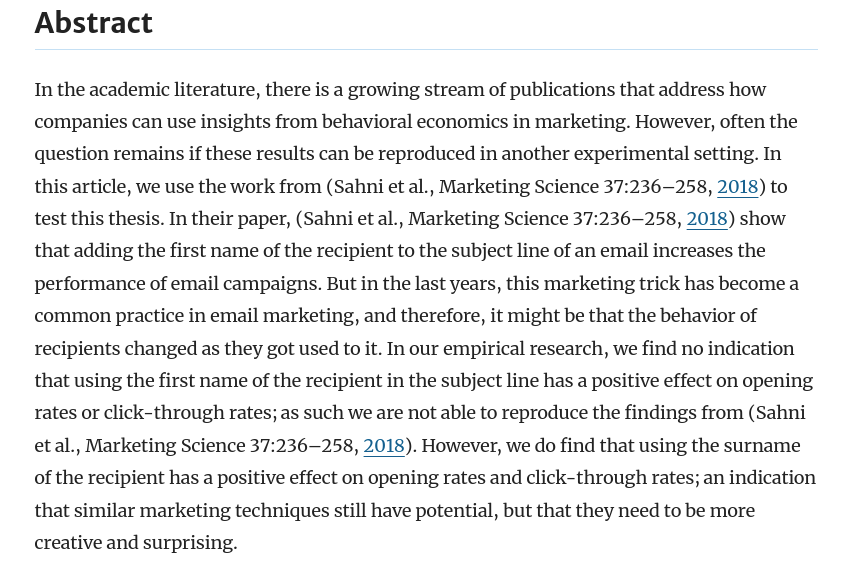 Abstract
In the academic literature, there is a growing stream of publications that address how
companies can use insights from behavioral economics in marketing. However, often the
question remains if these results can be reproduced in another experimental setting. In
this article, we use the work from (Sahni et al., Marketing Science 37:236–258, 2018) to
test this thesis. In their paper, (Sahni et al., Marketing Science 37:236–258, 2018) show
that adding the first name of the recipient to the subject line of an email increases the
performance of email campaigns. But in the last years, this marketing trick has become a
common practice in email marketing, and therefore, it might be that the behavior of
recipients changed as they got used to it. In our empirical research, we find no indication
that using the first name of the recipient in the subject line has a positive effect on opening
rates or click-through rates; as such we are not able to reproduce the findings from (Sahni
et al., Marketing Science 37:236–258, 2018). However, we do find that using the surname
of the recipient has a positive effect on opening rates and click-through rates; an indication
that similar marketing techniques still have potential, but that they need to be more
creative and surprising.